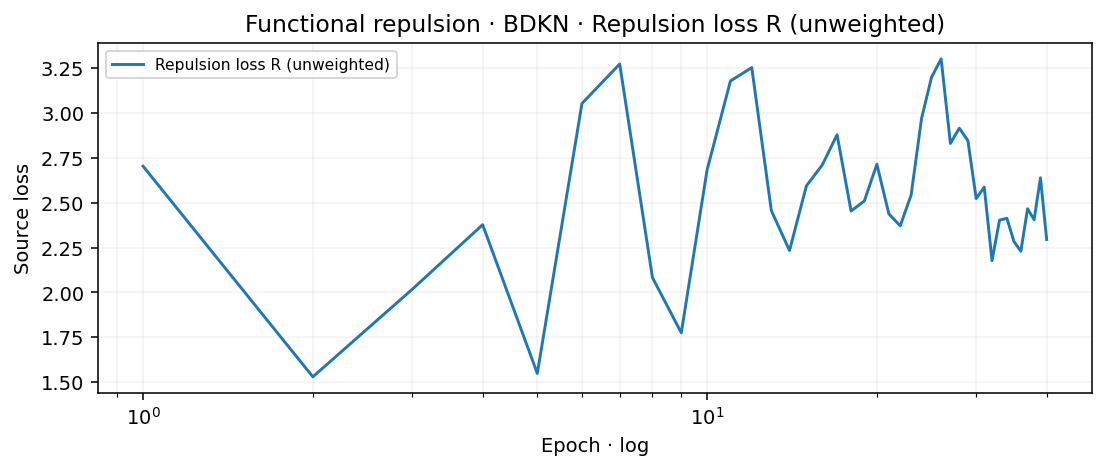 Functional repulsion · BDKN · Repulsion loss R (unweighted)
Repulsion loss R (unweighted)
Source loss
3.25
3.00
2.75
2.50
2.25
2.00
1.75
1.50
10⁰
10¹
Epoch · log